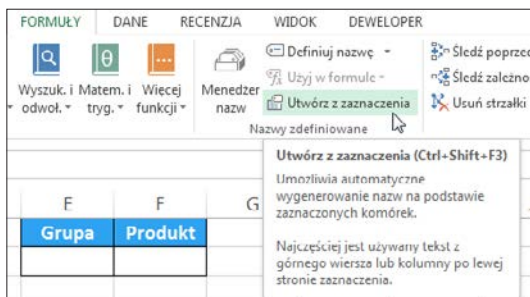 FORMUŁY DANE RECENZJA WIDOK DEWELOPER
Wyszuk. i odwoł.
Matem. i tryg.
Więcej funkcji
Menedżer nazw
Definiuj nazwę
Użyj w formule
Utwórz z zaznaczenia
Nazwy zdefiniowane
Śledź poprzed
Śledź zależno
Usuń strzałki
Utwórz z zaznaczenia (Ctrl+Shift+F3)
Umożliwia automatyczne
wygenerowanie nazw na podstawie
zaznaczonych komórek.
Najczęściej jest używany tekst z
górnego wiersza lub kolumny po lewej
stronie zaznaczenia.
E F G
Grupa Produkt